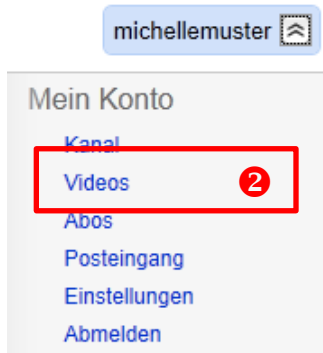 michellemuster
Mein Konto
Kanal
Videos 2
Abos
Posteingang
Einstellungen
Abmelden